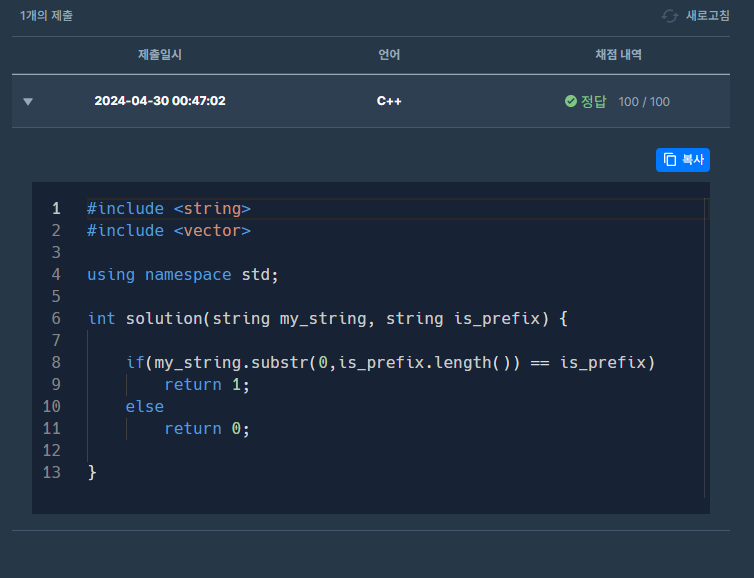 1개의 제출
새로고침
제출일시 언어 채점 내역
▼ 2024-04-30 00:47:02 C++ 정답 100 / 100
복사
1 #include <string>
2 #include <vector>
3
4 using namespace std;
5
6 int solution(string my_string, string is_prefix) {
7
8     if(my_string.substr(0,is_prefix.length()) == is_prefix)
9         return 1;
10     else
11         return 0;
12
13 }